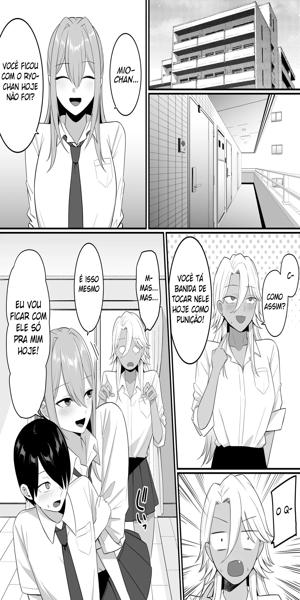 MIO-
CHAN...
VOCÊ FICOU
COM O RYO-
CHAN HOJE
NÃO FOI?
C-
COMO
ASSIM?
VOCÊ TÁ
BANIDA DE
TOCAR NELE
HOJE COMO
PUNIÇÃO!
M-
MAS...
MAS...
É ISSO
MESMO
EU VOU
FICAR COM
ELE SÓ
PRA MIM
HOJE!
O Q-